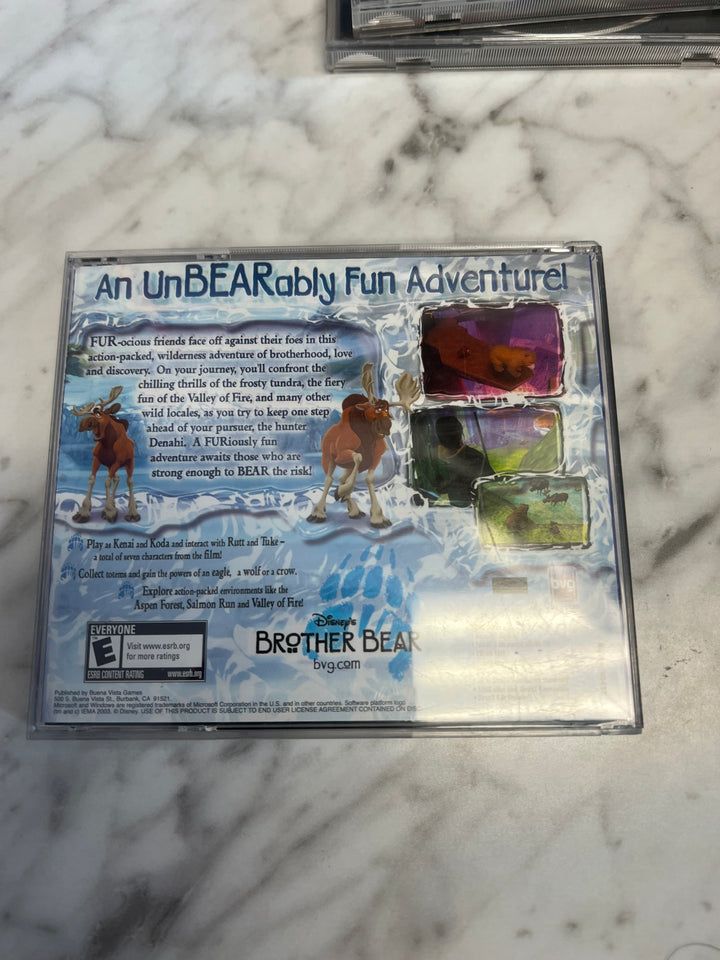 An UnBEARably Fun Adventure!
FUR-ocious friends face off against their foes in this
action-packed, wilderness adventure of brotherhood, love
and discovery. On your journey, you'll confront the
chilling thrills of the frosty tundra, the fiery
fun of the Valley of Fire, and many other
wild locales, as you try to keep one step
ahead of your pursuer, the hunter
Denahi. A FURiously fun
adventure awaits those who are
strong enough to BEAR the risk!
Play as Kenai and Koda and interact with Rutt and Tuke –
a total of seven characters from the film!
Collect totems and gain the powers of an eagle, a wolf or a crow.
Explore action-packed environments like the
Aspen Forest, Salmon Run and Valley of Fire!
EVERYONE
E
Visit www.esrb.org
for more ratings
ESRB CONTENT RATING www.esrb.org
Disney's
BROTHER BEAR
bvg.com
bvg
Published by Buena Vista Games
500 S. Buena Vista St., Burbank, CA 91521.
Microsoft and Windows are registered trademarks of Microsoft Corporation in the U.S. and in other countries. Software platform logo
(tm and c) IEMA 2003. © Disney. USE OF THIS PRODUCT IS SUBJECT TO END USER LICENSE AGREEMENT CONTAINED ON DISC